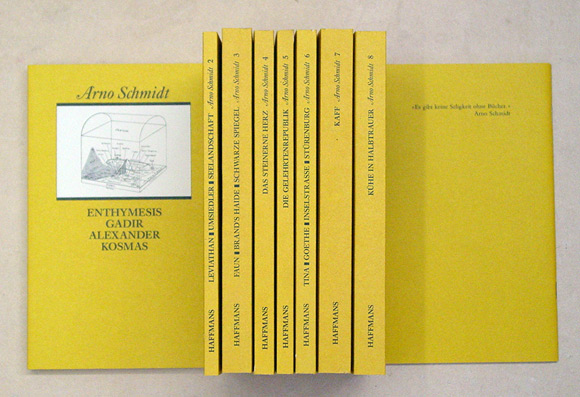 Arno Schmidt
ENTHYMESIS
GADIR
ALEXANDER
KOSMAS
HAFFMANS LEVIATHAN ▮ UMSIEDLER ▮ SEELANDSCHAFT Arno Schmidt 2
HAFFMANS FAUN ▮ BRAND'S HAIDE ▮ SCHWARZE SPIEGEL Arno Schmidt 3
HAFFMANS DAS STEINERNE HERZ Arno Schmidt 4
HAFFMANS DIE GELEHRTENREPUBLIK Arno Schmidt 5
HAFFMANS TINA ▮ GOETHE ▮ INSELSTRASSE ▮ STÜRENBURG Arno Schmidt 6
HAFFMANS KAFF Arno Schmidt 7
HAFFMANS KÜHE IN HALBTRAUER Arno Schmidt 8
»Es gibt keine Seligkeit ohne Bücher.«
Arno Schmidt